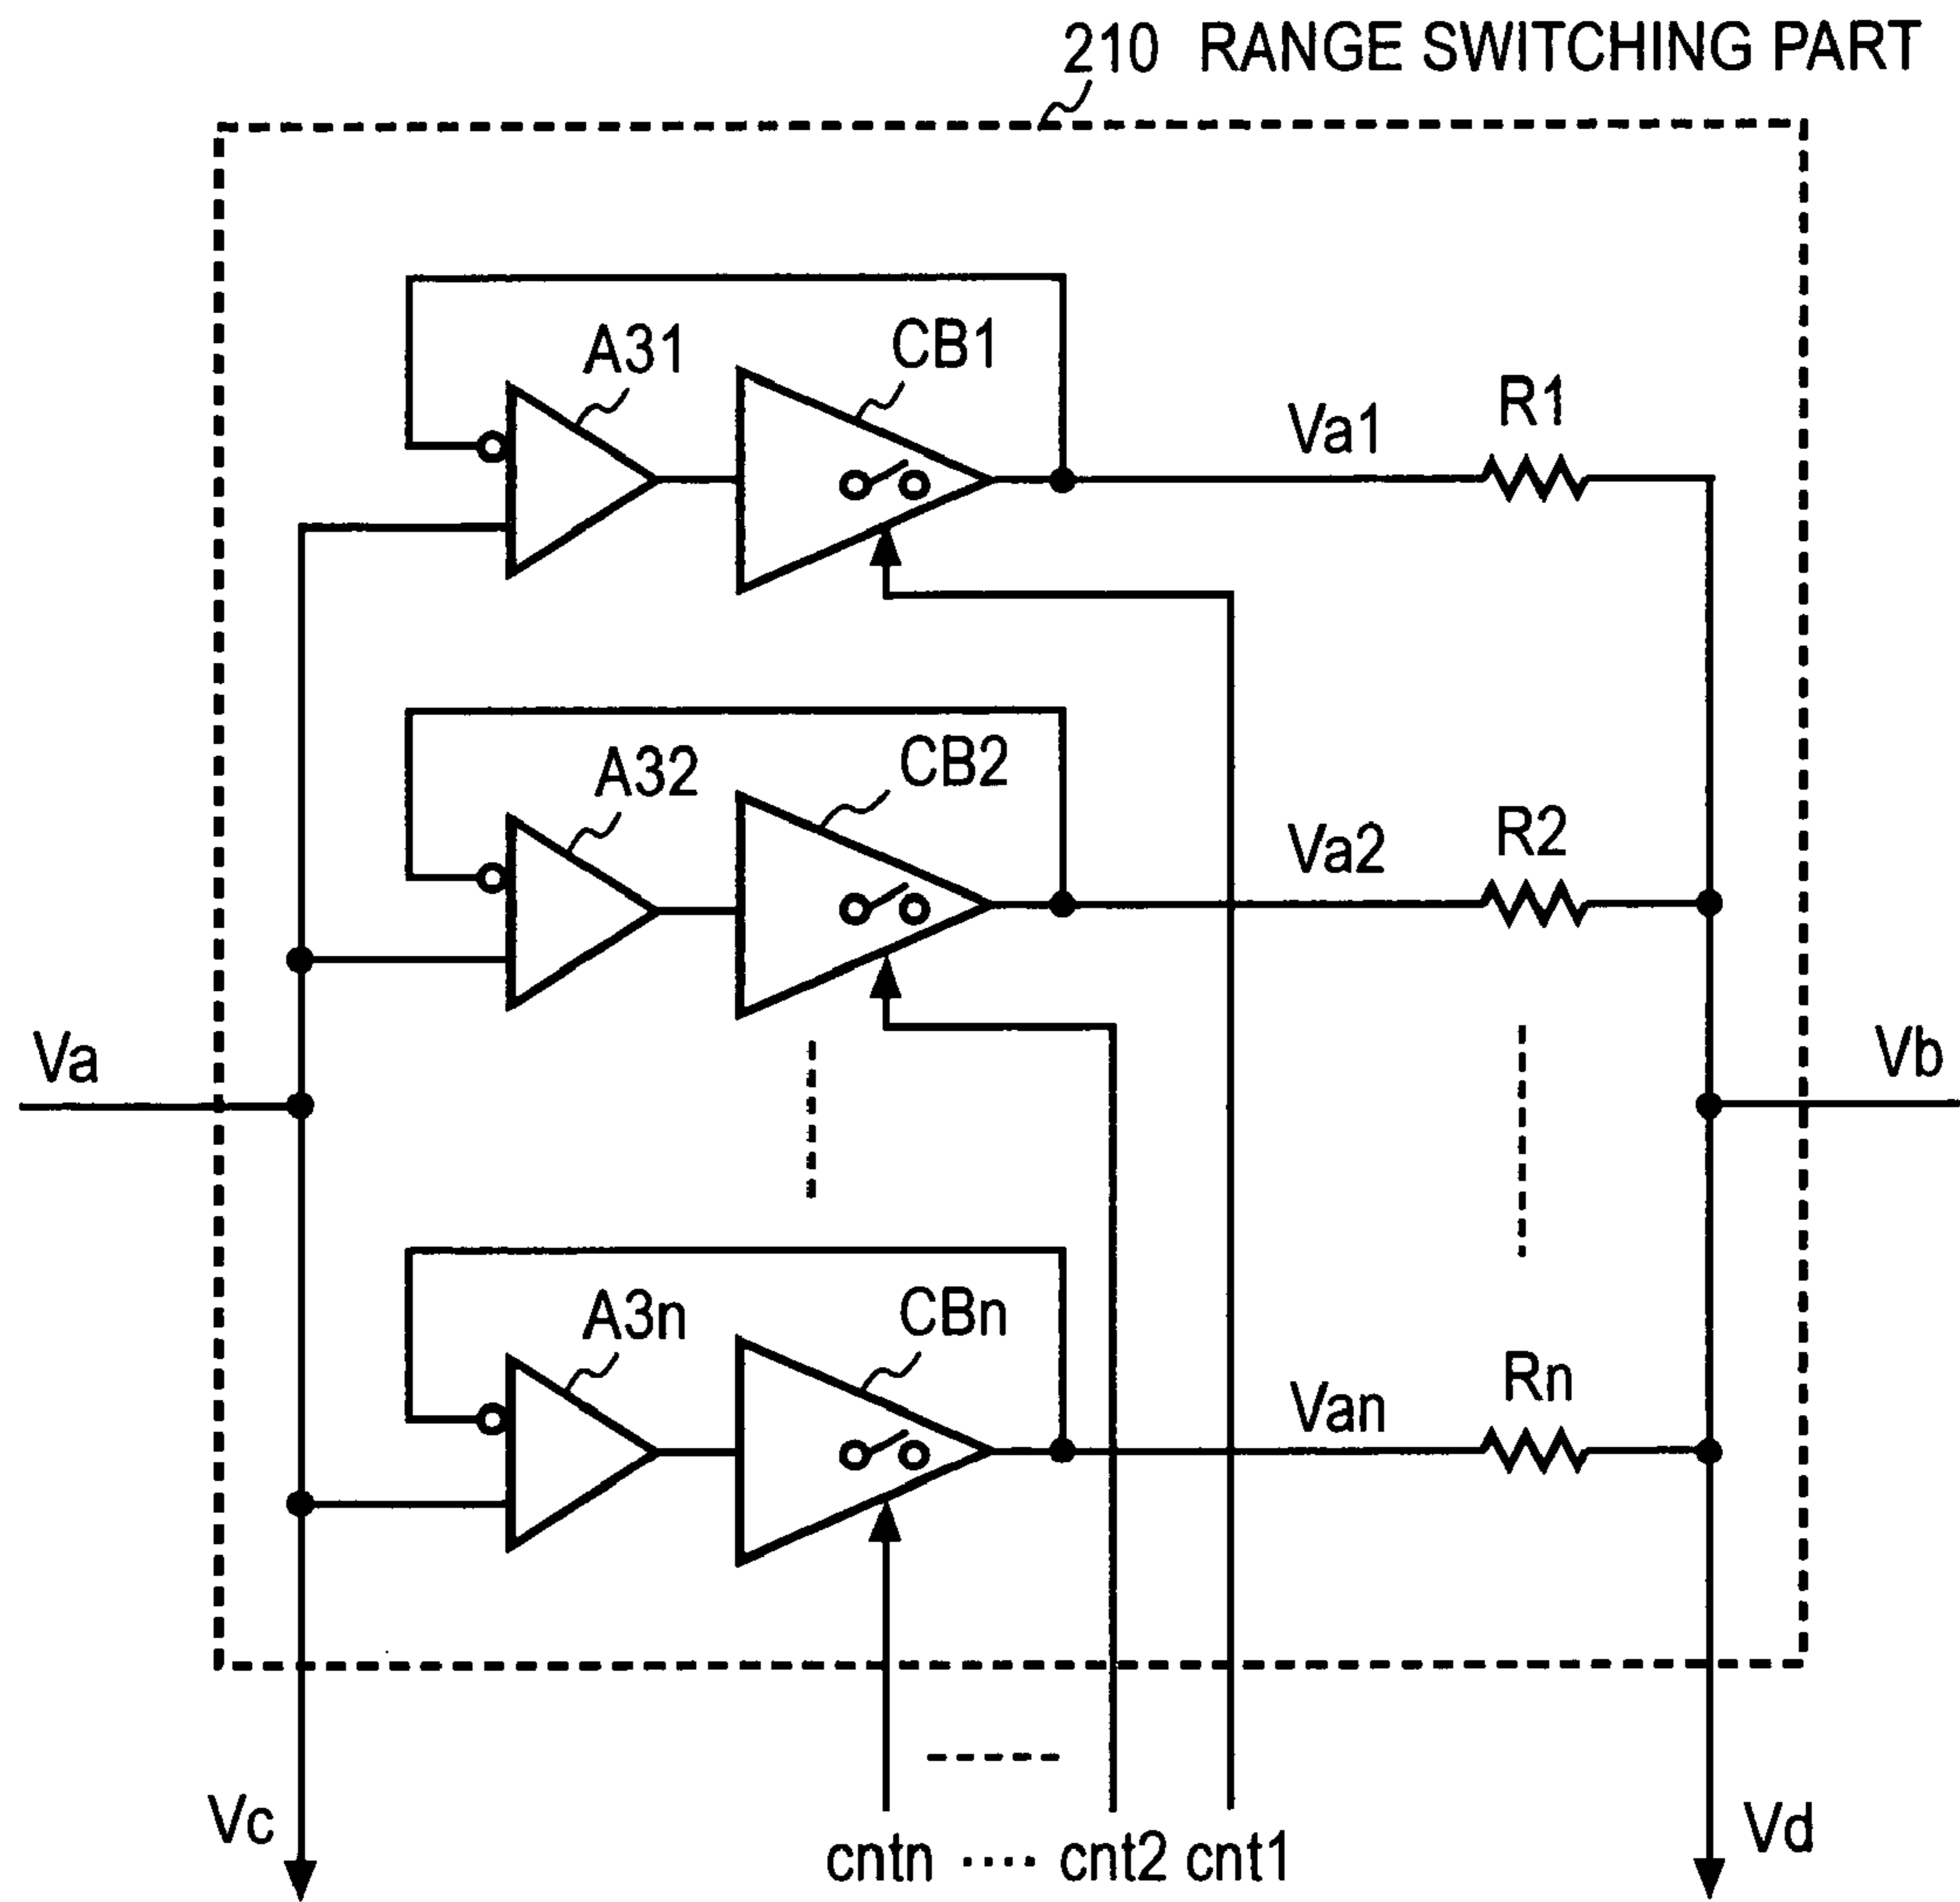 210 RANGE SWITCHING PART
A31
CB1
Va1
R1
A32
CB2
Va2
R2
Va
Vb
A3n
CBn
Van
Rn
Vc
cntn ···· cnt2 cnt1
Vd